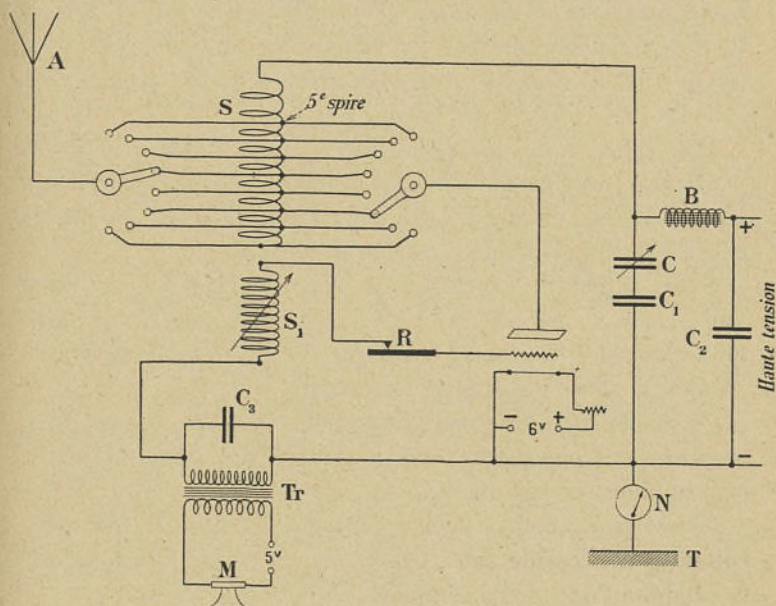 A
S
5e spire
B
+
C
C1
C2
Haute tension
S1
R
C3
- 6v +
-
Tr
N
5v
M
T